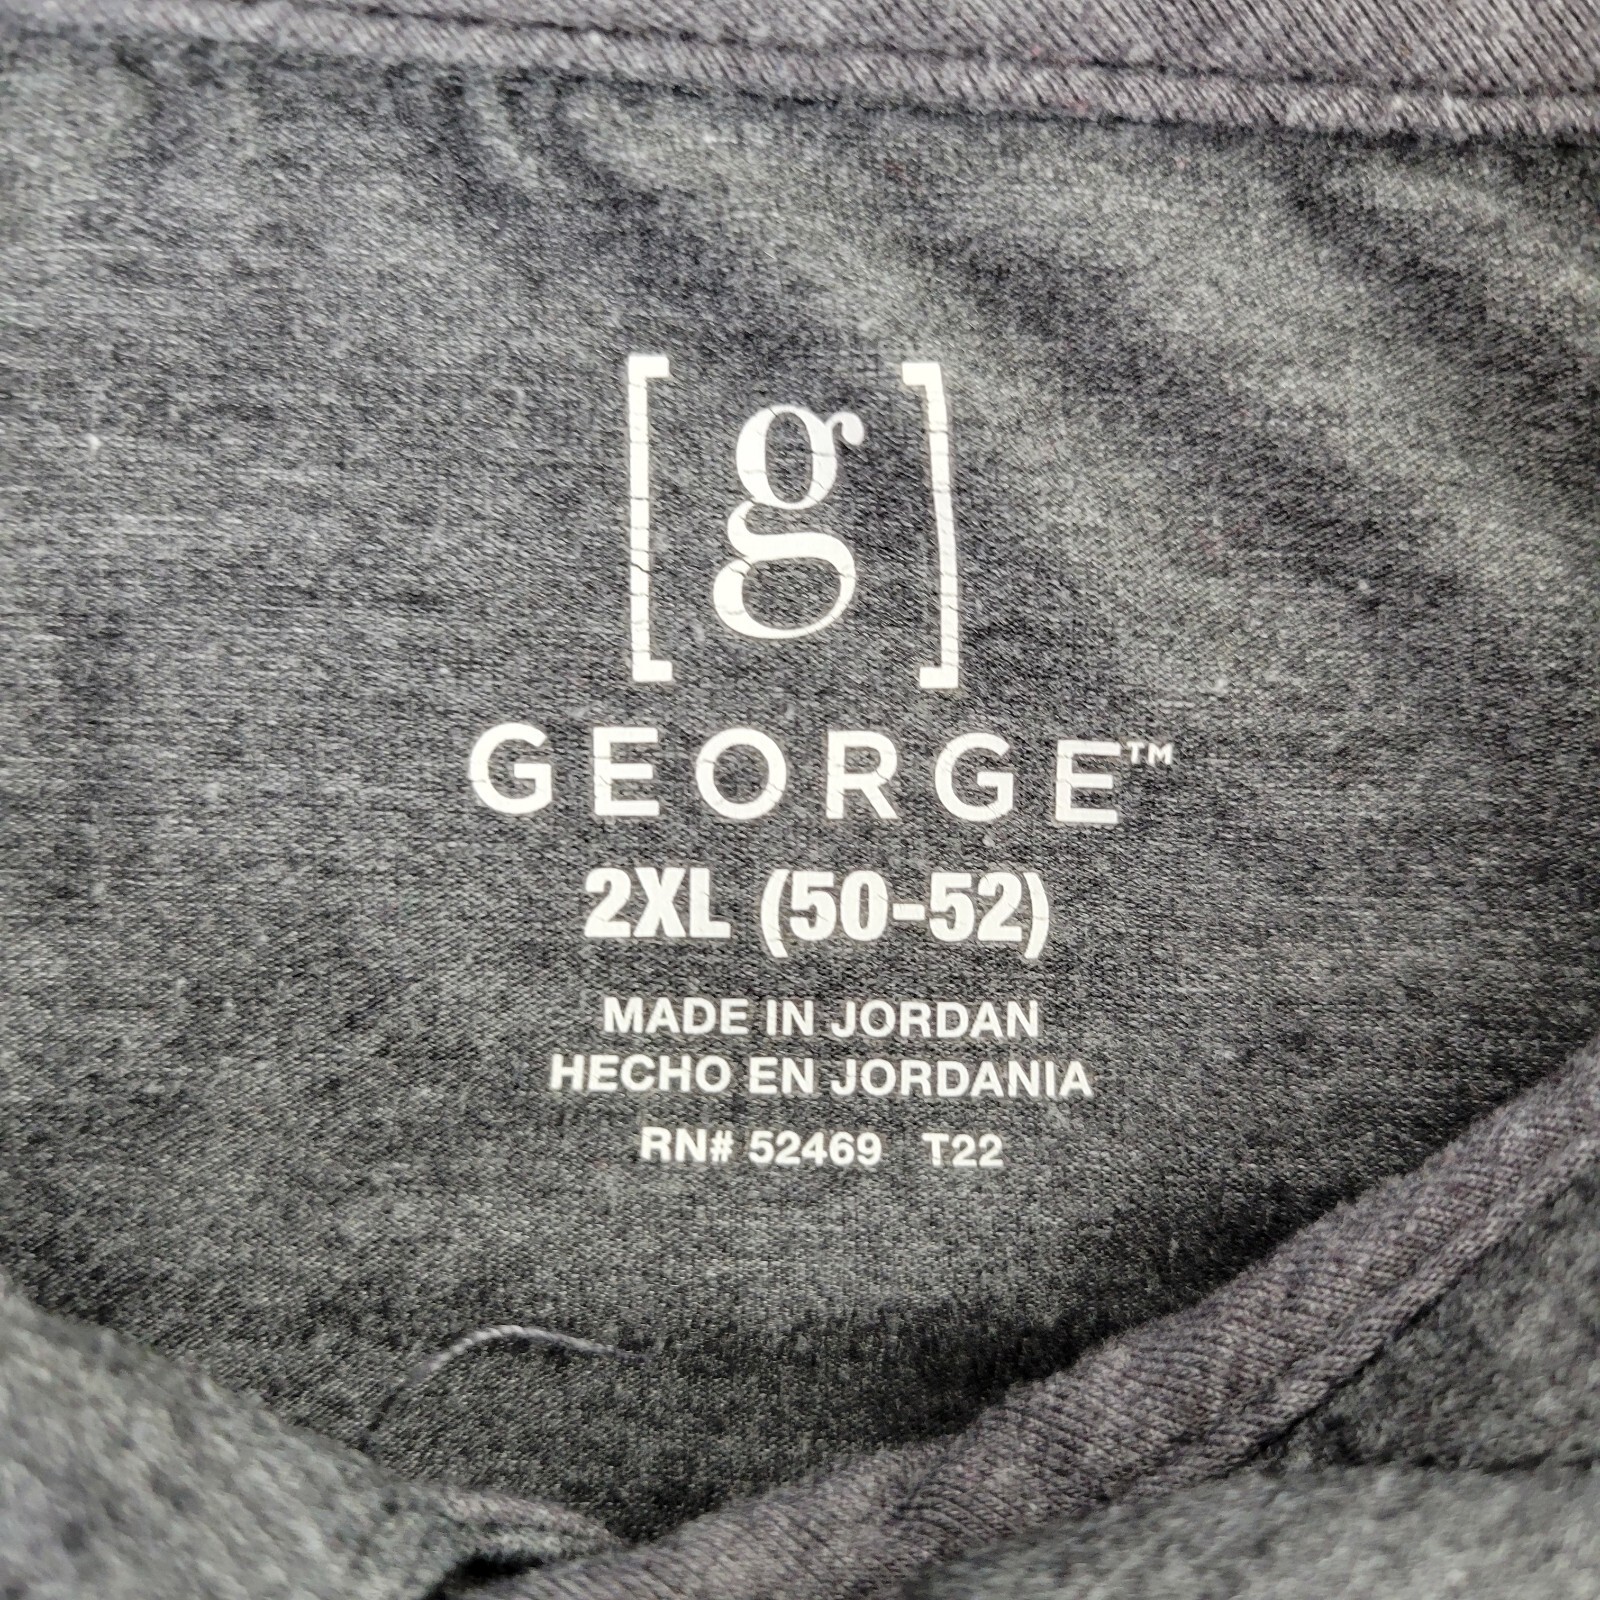 [g]
GEORGE™
2XL (50-52)
MADE IN JORDAN
HECHO EN JORDANIA
RN# 52469 T22